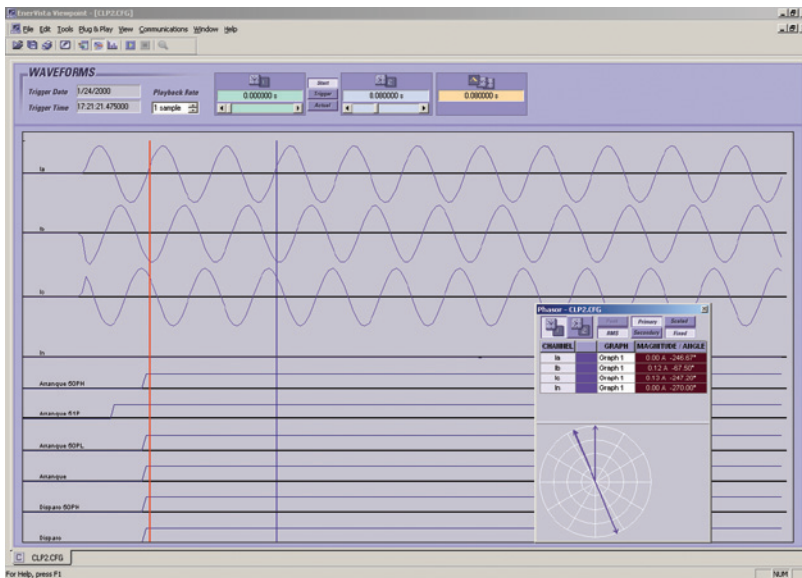 EnerVista Viewpoint - [CLP2.CFG]
File Edit Tools Plug & Play View Communications Window Help
WAVEFORMS
Trigger Date 1/24/2000 Playback Rate
Trigger Time 17:21:21.475000 1 sample
0.000000 s
Start
Trigger
Actual
0.080000 s
0.080000 s
Ia
Ib
Ic
In
Arranque 50PH
Arranque 51P
Arranque 50PL
Arranque
Disparo 50PH
Disparo
Phasor - CLP2.CFG
Primary Scaled
RMS Secondary Fixed
CHANNEL GRAPH MAGNITUDE / ANGLE
Ia Graph 1 0.00 A -246.67°
Ib Graph 1 0.12 A -67.50°
Ic Graph 1 0.13 A -247.20°
In Graph 1 0.00 A -270.00°
C CLP2.CFG
For Help, press F1
NUM